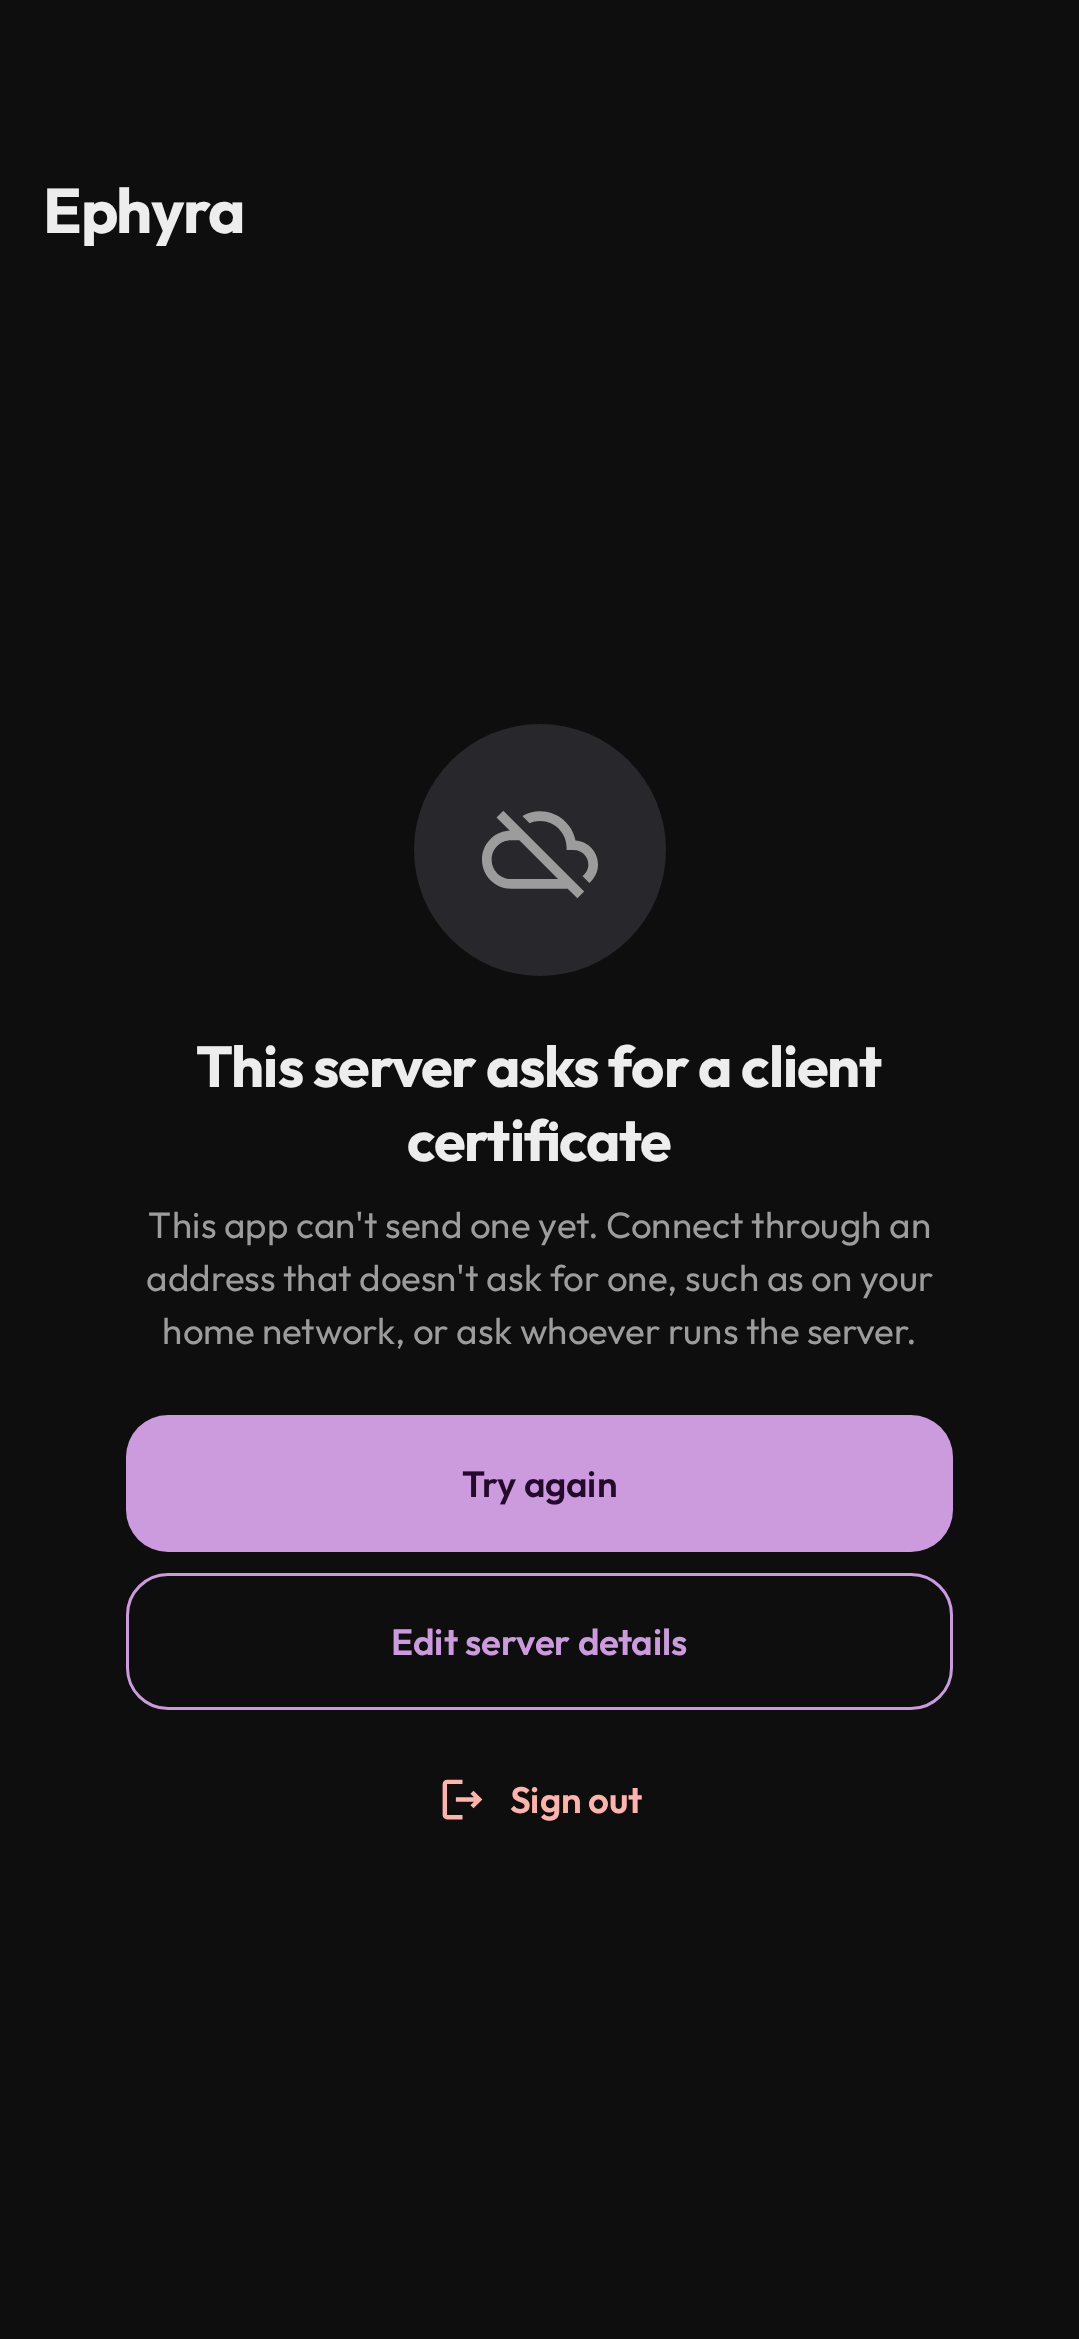 Ephyra
This server asks for a client
certificate
This app can't send one yet. Connect through an
address that doesn't ask for one, such as on your
home network, or ask whoever runs the server.
Try again
Edit server details
Sign out